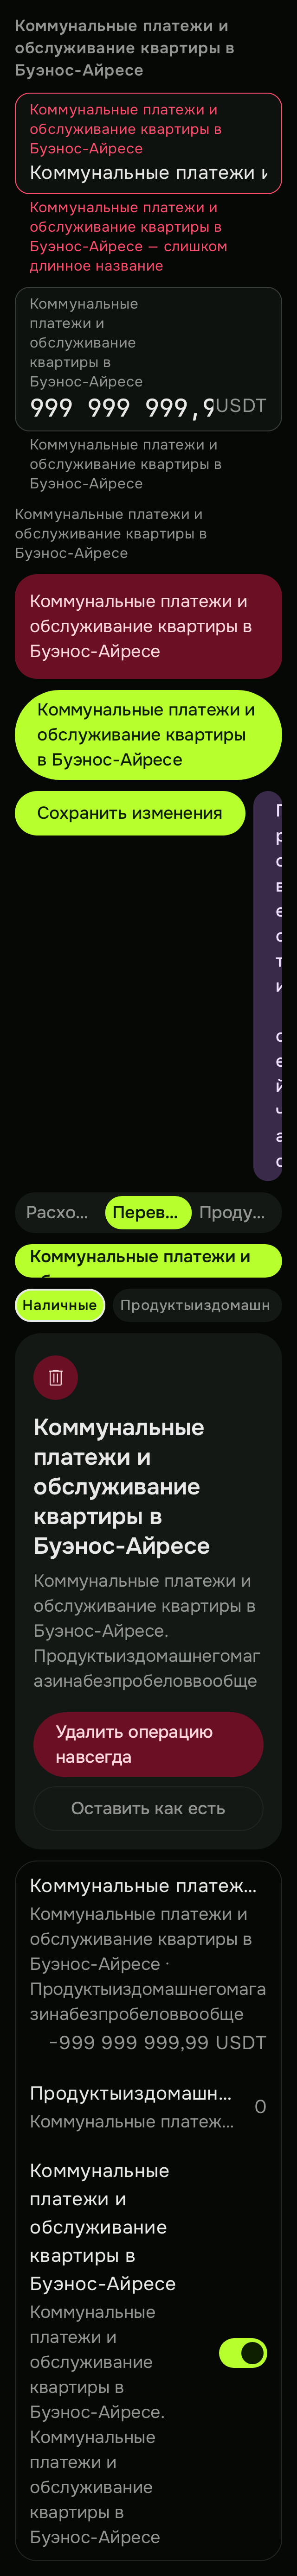 Коммунальные платежи и
обслуживание квартиры в
Буэнос-Айресе
Коммунальные платежи и
обслуживание квартиры в
Буэнос-Айресе
Коммунальные платежи и
Коммунальные платежи и
обслуживание квартиры в
Буэнос-Айресе — слишком
длинное название
Коммунальные
платежи и
обслуживание
квартиры в
Буэнос-Айресе
999 999 999,9 USDT
Коммунальные платежи и
обслуживание квартиры в
Буэнос-Айресе
Коммунальные платежи и
обслуживание квартиры в
Буэнос-Айресе
Коммунальные платежи и
обслуживание квартиры в
Буэнос-Айресе
Коммунальные платежи и
обслуживание квартиры
в Буэнос-Айресе
Сохранить изменения
Расхо... Перев... Проду...
Коммунальные платежи и
Наличные Продуктыиздомашн
Коммунальные
платежи и
обслуживание
квартиры в
Буэнос-Айресе
Коммунальные платежи и
обслуживание квартиры в
Буэнос-Айресе.
Продуктыиздомашнегомаг
азинабезпробеловвообще
Удалить операцию
навсегда
Оставить как есть
Коммунальные платеж...
Коммунальные платежи и
обслуживание квартиры в
Буэнос-Айресе ·
Продуктыиздомашнегомага
зинабезпробеловвообще
−999 999 999,99 USDT
Продуктыиздомашн...
Коммунальные платеж...
0
Коммунальные
платежи и
обслуживание
квартиры в
Буэнос-Айресе
Коммунальные
платежи и
обслуживание
квартиры в
Буэнос-Айресе.
Коммунальные
платежи и
обслуживание
квартиры в
Буэнос-Айресе